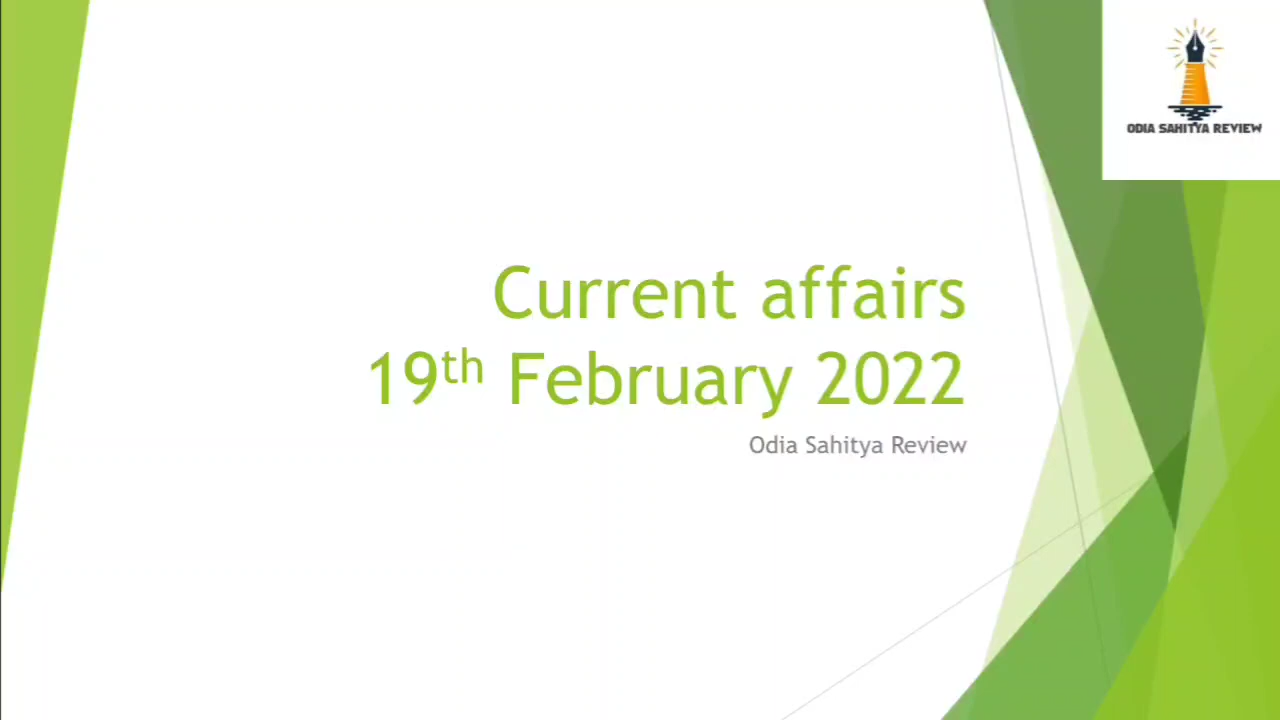 ODIA SAHITYA REVIEW
Current affairs
19th February 2022
Odia Sahitya Review